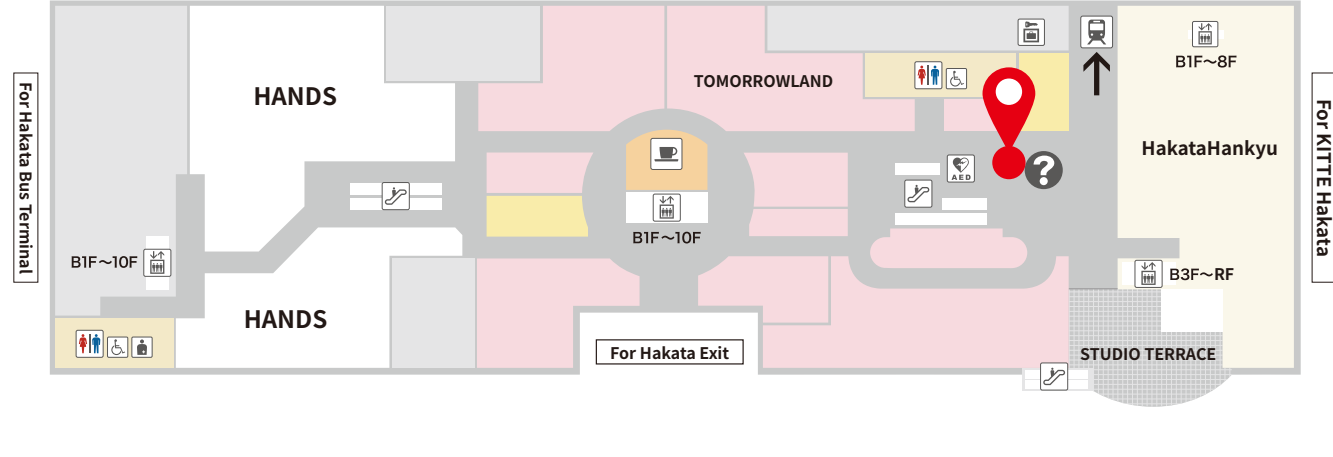 For Hakata Bus Terminal
HANDS
TOMORROWLAND
B1F～8F
HakataHankyu
For KITTE Hakata
AED
?
B1F～10F
B1F～10F
B3F～RF
HANDS
For Hakata Exit
STUDIO TERRACE